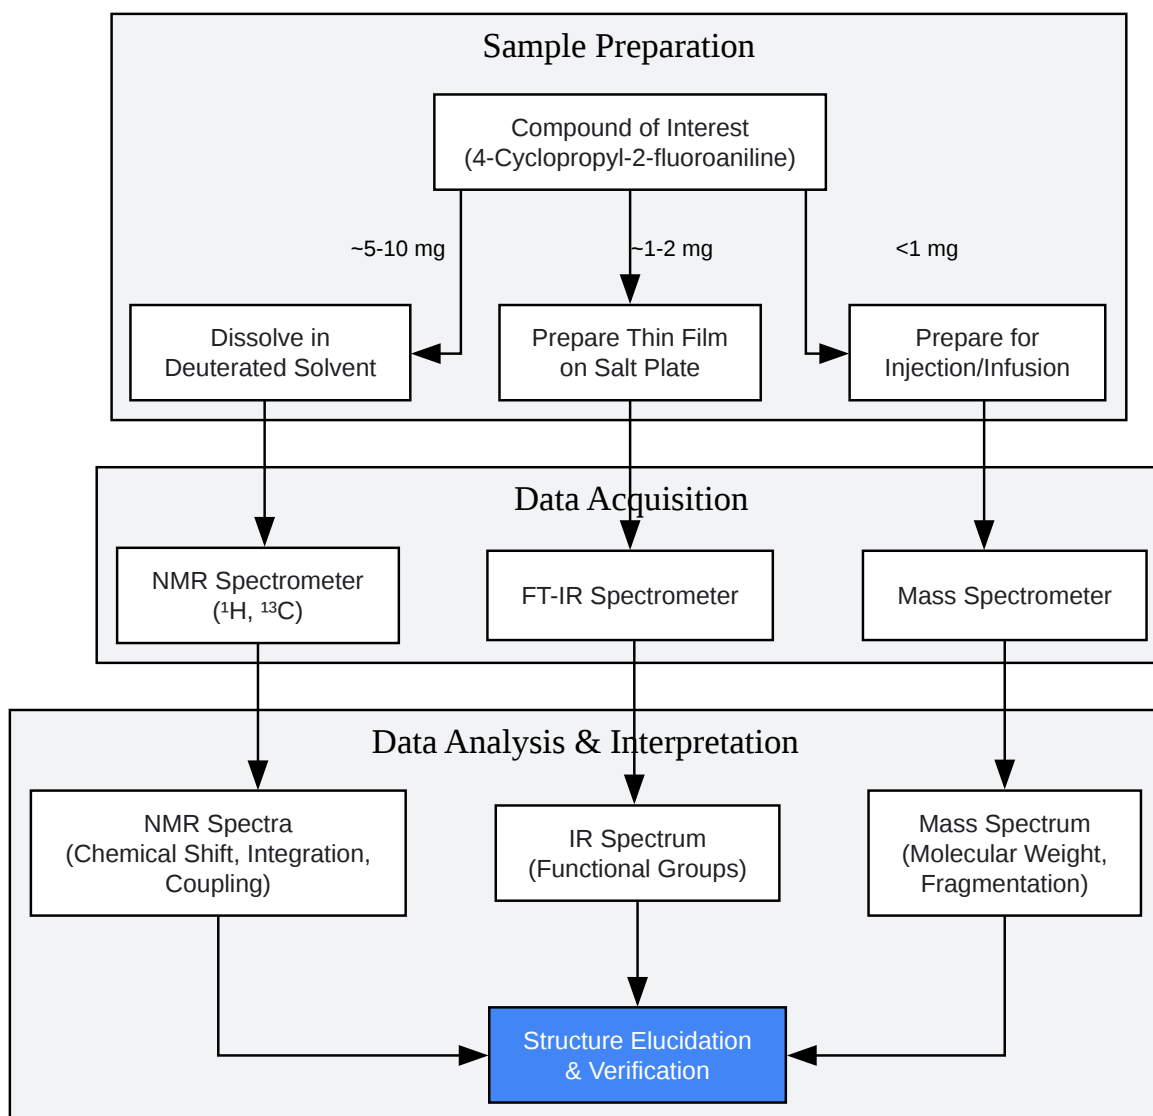 Sample Preparation
Compound of Interest
(4-Cyclopropyl-2-fluoroaniline)
~5-10 mg
~1-2 mg
<1 mg
Dissolve in
Deuterated Solvent
Prepare Thin Film
on Salt Plate
Prepare for
Injection/Infusion
Data Acquisition
NMR Spectrometer
(¹H, ¹³C)
FT-IR Spectrometer
Mass Spectrometer
Data Analysis & Interpretation
NMR Spectra
(Chemical Shift, Integration,
Coupling)
IR Spectrum
(Functional Groups)
Mass Spectrum
(Molecular Weight,
Fragmentation)
Structure Elucidation
& Verification